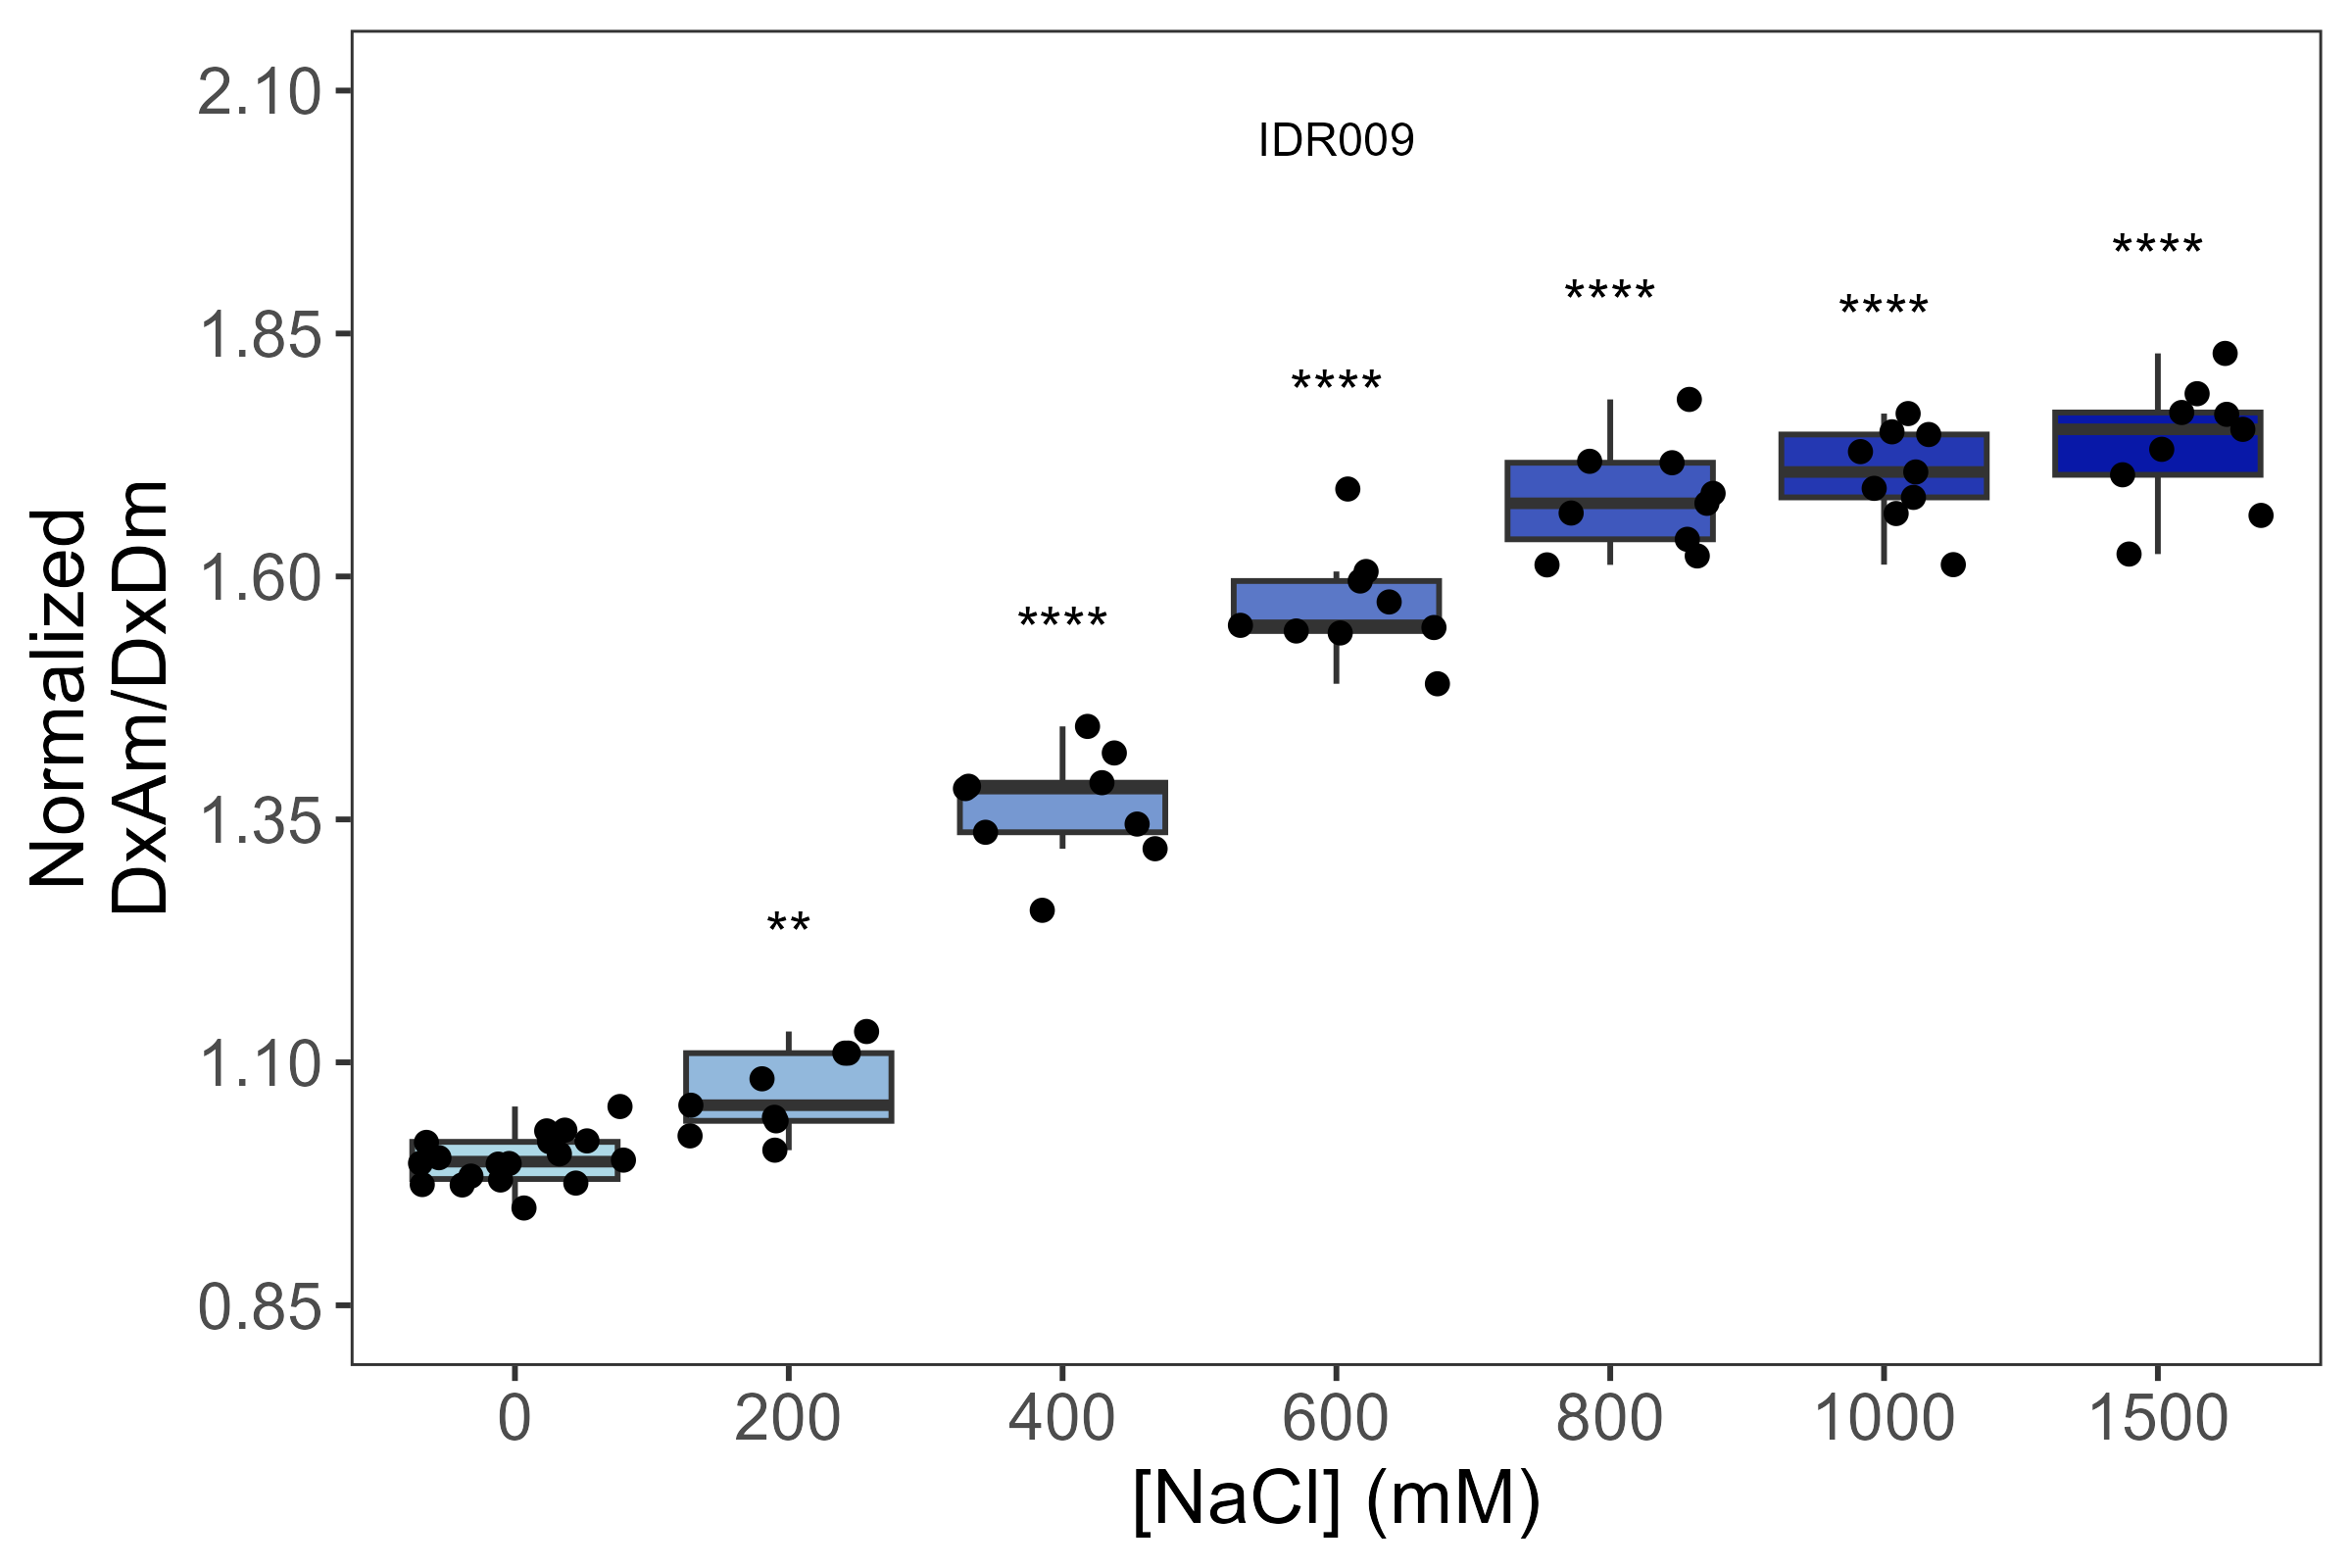 IDR009
2.10
1.85
1.60
1.35
1.10
0.85
Normalized
DxAm/DxDm
**
****
****
****
****
****
0 200 400 600 800 1000 1500
[NaCl] (mM)